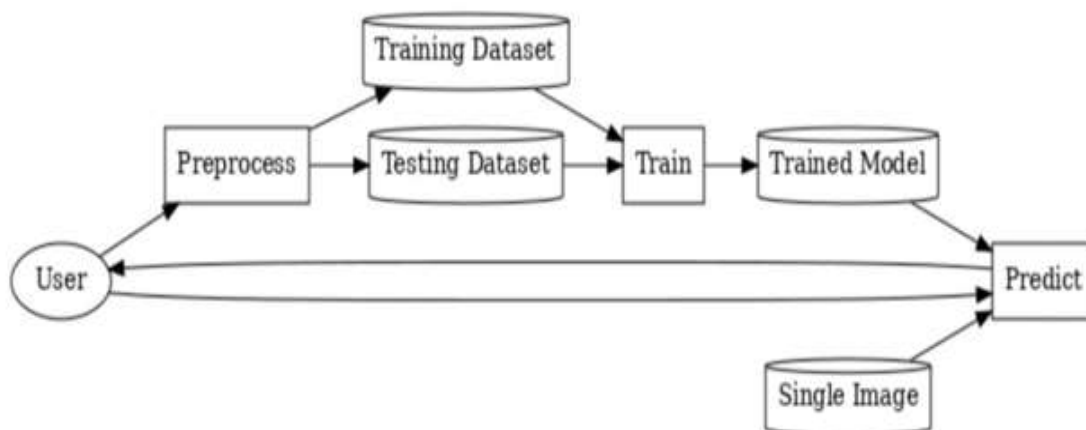 Training Dataset
Preprocess
Testing Dataset
Train
Trained Model
User
Predict
Single Image